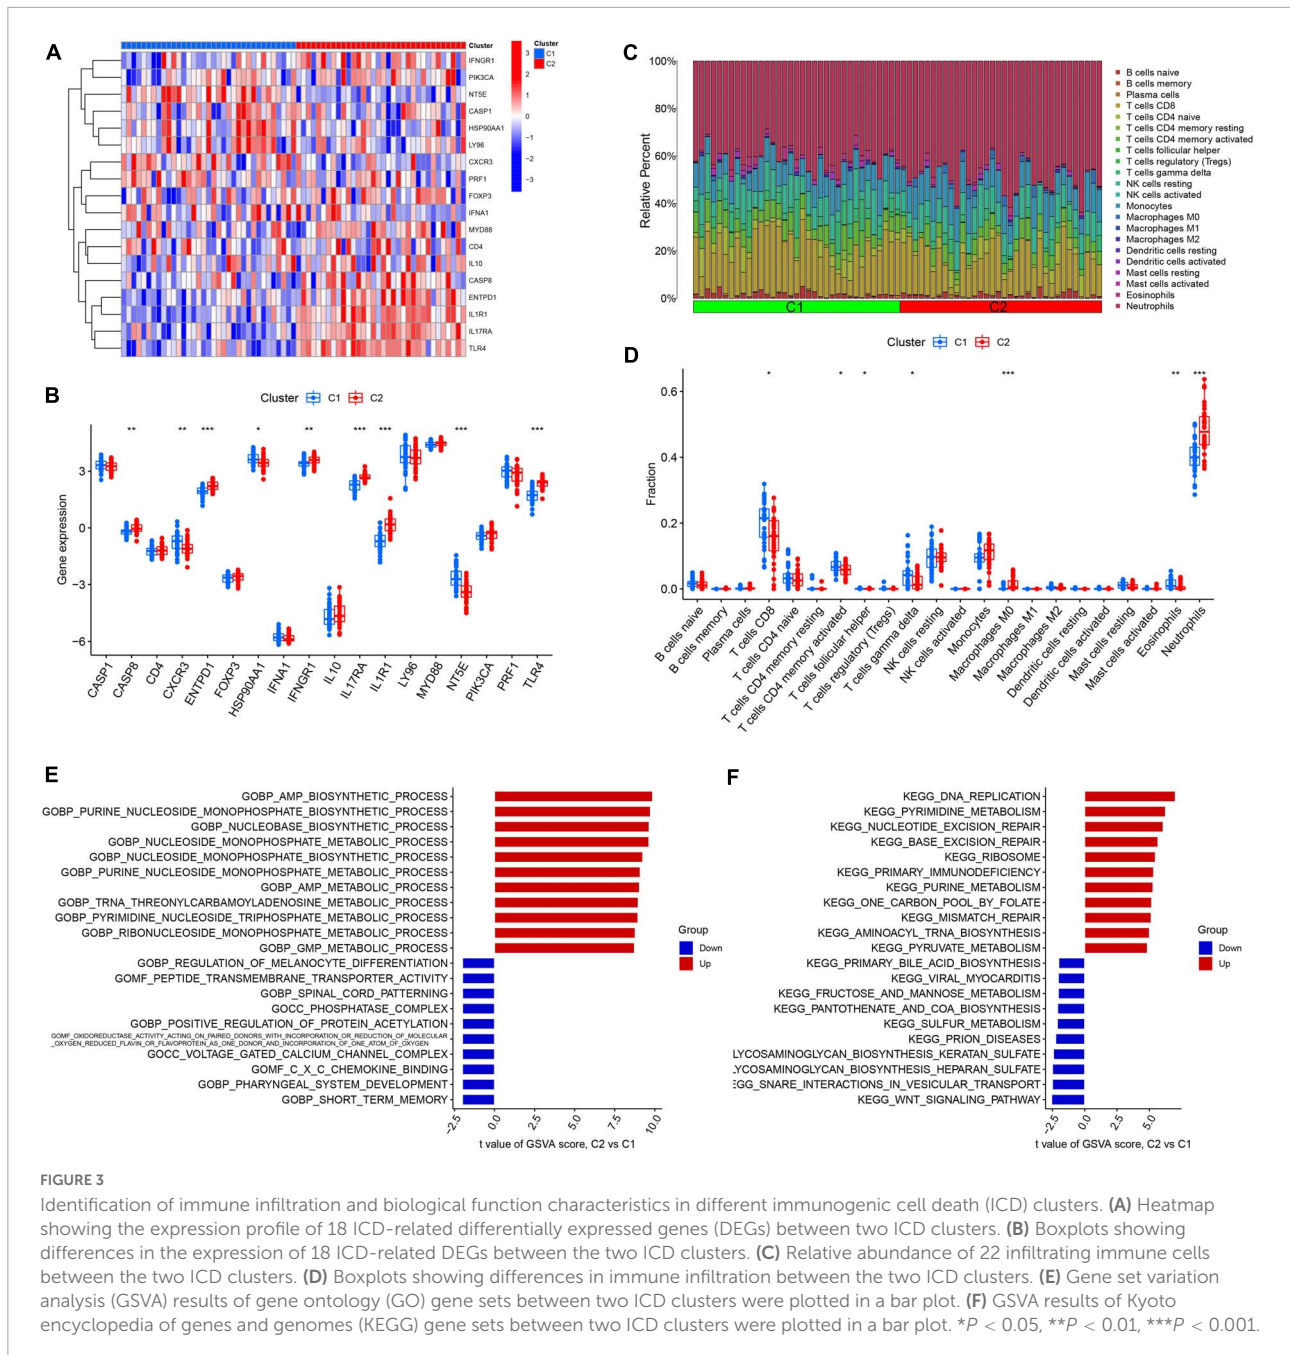 A
Cluster
IFNGR1
PIK3CA
NT5E
CASP1
HSP90AA1
LY96
CXCR3
PRF1
FOXP3
IFNA1
MYD88
CD4
IL10
CASP8
ENTPD1
IL1R1
IL17RA
TLR4
3
2
1
0
−1
−2
−3
Cluster
C1
C2
C
100%
80%
60%
40%
20%
0%
Relative Percent
C1
C2
B cells naive
B cells memory
Plasma cells
T cells CD8
T cells CD4 naive
T cells CD4 memory resting
T cells CD4 memory activated
T cells follicular helper
T cells regulatory (Tregs)
T cells gamma delta
NK cells resting
NK cells activated
Monocytes
Macrophages M0
Macrophages M1
Macrophages M2
Dendritic cells resting
Dendritic cells activated
Mast cells resting
Mast cells activated
Eosinophils
Neutrophils
B
Cluster C1 C2
** ** *** * ** *** *** *** ***
3
0
−3
−6
Gene expression
CASP1
CASP8
CD4
CXCR3
ENTPD1
FOXP3
HSP90AA1
IFNA1
IFNGR1
IL10
IL17RA
IL1R1
LY96
MYD88
NT5E
PIK3CA
PRF1
TLR4
D
Cluster C1 C2
* * * * *** ** ***
0.6
0.4
0.2
0.0
Fraction
B cells naive
B cells memory
Plasma cells
T cells CD8
T cells CD4 naive
T cells CD4 memory resting
T cells CD4 memory activated
T cells follicular helper
T cells regulatory (Tregs)
T cells gamma delta
NK cells resting
NK cells activated
Monocytes
Macrophages M0
Macrophages M1
Macrophages M2
Dendritic cells resting
Dendritic cells activated
Mast cells resting
Mast cells activated
Eosinophils
Neutrophils
E
GOBP_AMP_BIOSYNTHETIC_PROCESS
GOBP_PURINE_NUCLEOSIDE_MONOPHOSPHATE_BIOSYNTHETIC_PROCESS
GOBP_NUCLEOBASE_BIOSYNTHETIC_PROCESS
GOBP_NUCLEOSIDE_MONOPHOSPHATE_METABOLIC_PROCESS
GOBP_NUCLEOSIDE_MONOPHOSPHATE_BIOSYNTHETIC_PROCESS
GOBP_PURINE_NUCLEOSIDE_MONOPHOSPHATE_METABOLIC_PROCESS
GOBP_AMP_METABOLIC_PROCESS
GOBP_TRNA_THREONYLCARBAMOYLADENOSINE_METABOLIC_PROCESS
GOBP_PYRIMIDINE_NUCLEOSIDE_TRIPHOSPHATE_METABOLIC_PROCESS
GOBP_RIBONUCLEOSIDE_MONOPHOSPHATE_METABOLIC_PROCESS
GOBP_GMP_METABOLIC_PROCESS
GOBP_REGULATION_OF_MELANOCYTE_DIFFERENTIATION
GOMF_PEPTIDE_TRANSMEMBRANE_TRANSPORTER_ACTIVITY
GOBP_SPINAL_CORD_PATTERNING
GOCC_PHOSPHATASE_COMPLEX
GOBP_POSITIVE_REGULATION_OF_PROTEIN_ACETYLATION
GOMF_OXIDOREDUCTASE_ACTIVITY_ACTING_ON_PAIRED_DONORS_WITH_INCORPORATION_OR_REDUCTION_OF_MOLECULAR
_OXYGEN_REDUCED_FLAVIN_OR_FLAVOPROTEIN_AS_ONE_DONOR_AND_INCORPORATION_OF_ONE_ATOM_OF_OXYGEN
GOCC_VOLTAGE_GATED_CALCIUM_CHANNEL_COMPLEX
GOMF_C_X_C_CHEMOKINE_BINDING
GOBP_PHARYNGEAL_SYSTEM_DEVELOPMENT
GOBP_SHORT_TERM_MEMORY
−2.5 0.0 2.5 5.0 7.5 10.0
t value of GSVA score, C2 vs C1
Group
Down
Up
F
KEGG_DNA_REPLICATION
KEGG_PYRIMIDINE_METABOLISM
KEGG_NUCLEOTIDE_EXCISION_REPAIR
KEGG_BASE_EXCISION_REPAIR
KEGG_RIBOSOME
KEGG_PRIMARY_IMMUNODEFICIENCY
KEGG_PURINE_METABOLISM
KEGG_ONE_CARBON_POOL_BY_FOLATE
KEGG_MISMATCH_REPAIR
KEGG_AMINOACYL_TRNA_BIOSYNTHESIS
KEGG_PYRUVATE_METABOLISM
KEGG_PRIMARY_BILE_ACID_BIOSYNTHESIS
KEGG_VIRAL_MYOCARDITIS
KEGG_FRUCTOSE_AND_MANNOSE_METABOLISM
KEGG_PANTOTHENATE_AND_COA_BIOSYNTHESIS
KEGG_SULFUR_METABOLISM
KEGG_PRION_DISEASES
LYCOSAMINOGLYCAN_BIOSYNTHESIS_KERATAN_SULFATE
LYCOSAMINOGLYCAN_BIOSYNTHESIS_HEPARAN_SULFATE
EGG_SNARE_INTERACTIONS_IN_VESICULAR_TRANSPORT
KEGG_WNT_SIGNALING_PATHWAY
−2.5 0.0 2.5 5.0
t value of GSVA score, C2 vs C1
Group
Down
Up
FIGURE 3
Identification of immune infiltration and biological function characteristics in different immunogenic cell death (ICD) clusters. (A) Heatmap
showing the expression profile of 18 ICD-related differentially expressed genes (DEGs) between two ICD clusters. (B) Boxplots showing
differences in the expression of 18 ICD-related DEGs between the two ICD clusters. (C) Relative abundance of 22 infiltrating immune cells
between the two ICD clusters. (D) Boxplots showing differences in immune infiltration between the two ICD clusters. (E) Gene set variation
analysis (GSVA) results of gene ontology (GO) gene sets between two ICD clusters were plotted in a bar plot. (F) GSVA results of Kyoto
encyclopedia of genes and genomes (KEGG) gene sets between two ICD clusters were plotted in a bar plot. *P < 0.05, **P < 0.01, ***P < 0.001.